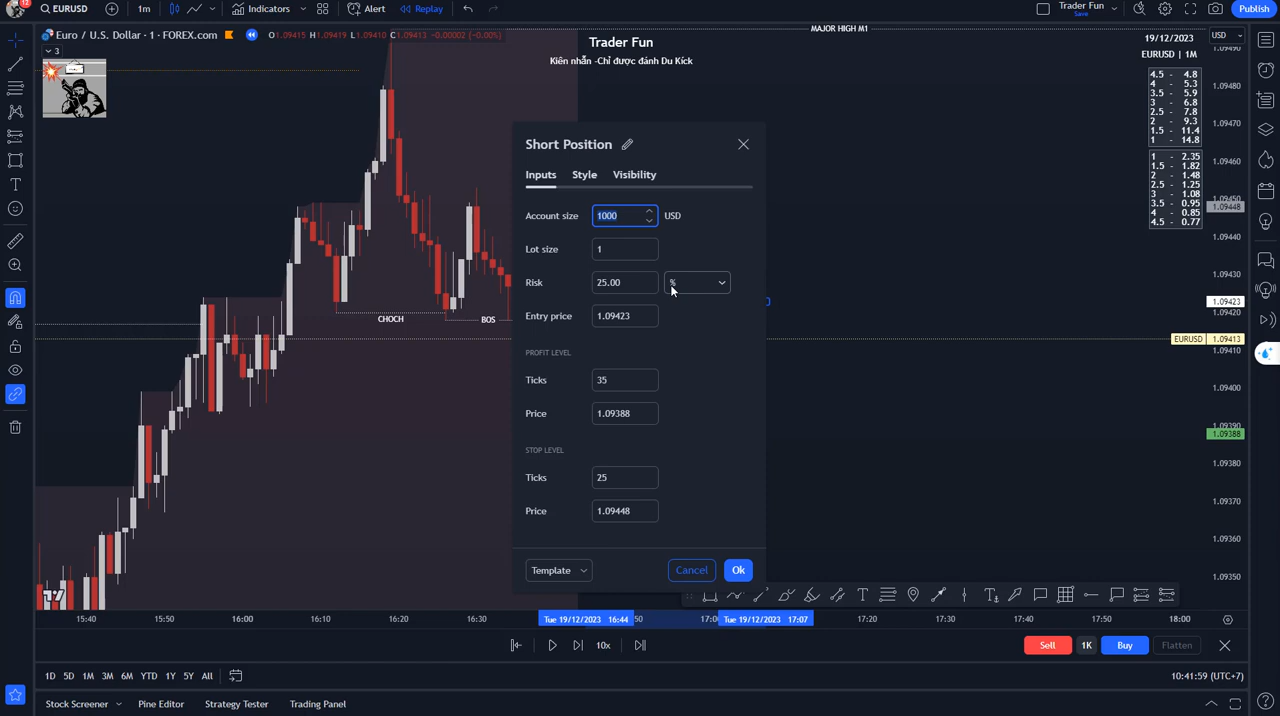 12
EURUSD
1m
Indicators
Alert
Replay
Trader Fun
Save
Publish
Euro / U.S. Dollar · 1 · FOREX.com
O1.09415 H1.09419 L1.09410 C1.09413 -0.00002 (-0.00%)
3
MAJOR HIGH M1
Trader Fun
Kiên nhẫn -Chỉ được đánh Du Kích
19/12/2023
EURUSD | 1M
4.5 - 4.8
4 - 5.3
3.5 - 5.9
3 - 6.8
2.5 - 7.8
2 - 9.3
1.5 - 11.4
1 - 14.8
1 - 2.35
1.5 - 1.82
2 - 1.48
2.5 - 1.25
3 - 1.08
3.5 - 0.95
4 - 0.85
4.5 - 0.77
USD
1.09490
1.09480
1.09470
1.09460
1.09450
1.09448
1.09440
1.09430
1.09423
1.09420
EURUSD 1.09413
1.09410
1.09400
1.09390
1.09388
1.09380
1.09370
1.09360
1.09350
CHOCH
BOS
Short Position
Inputs
Style
Visibility
Account size 1000 USD
Lot size 1
Risk 25.00 %
Entry price 1.09423
PROFIT LEVEL
Ticks 35
Price 1.09388
STOP LEVEL
Ticks 25
Price 1.09448
Template
Cancel
Ok
15:40
15:50
16:00
16:10
16:20
16:30
Tue 19/12/2023 16:44
Tue 19/12/2023 17:07
17:20
17:30
17:40
17:50
18:00
10x
Sell
1K
Buy
Flatten
1D 5D 1M 3M 6M YTD 1Y 5Y All
10:41:59 (UTC+7)
Stock Screener
Pine Editor
Strategy Tester
Trading Panel